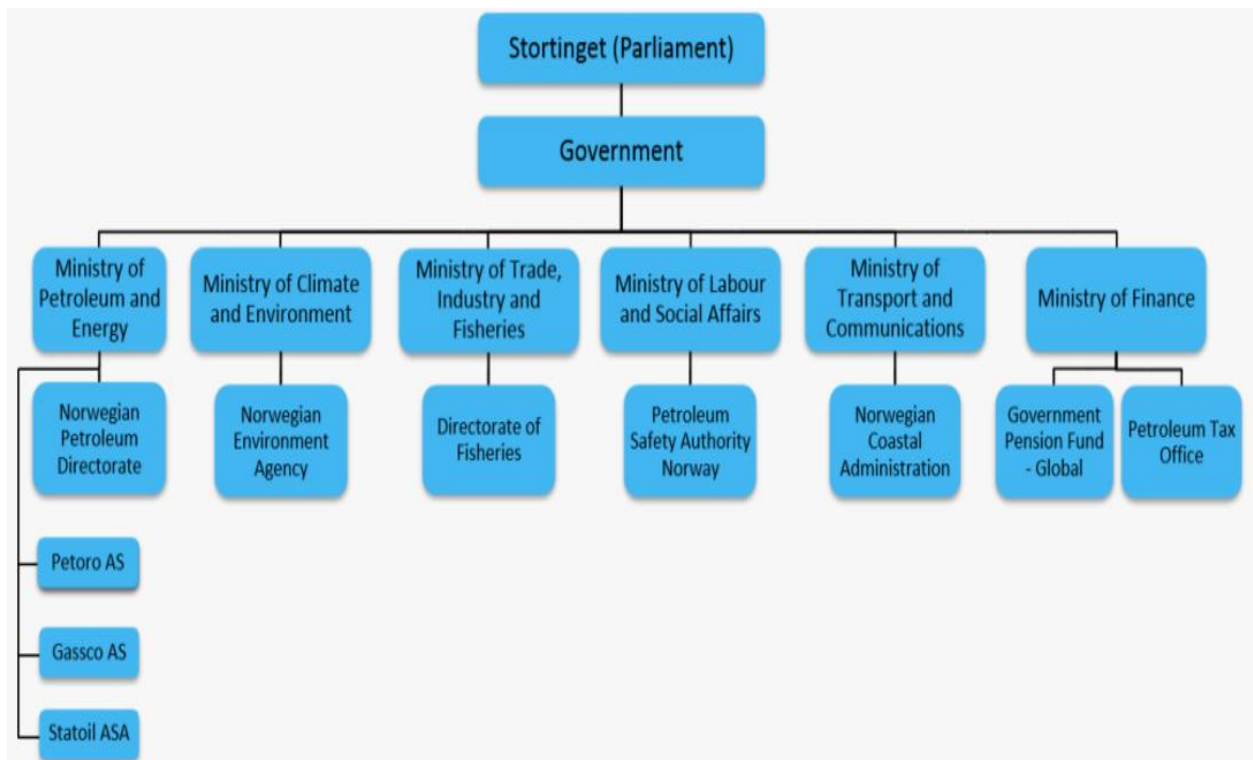 Stortinget (Parliament)
Government
Ministry of
Petroleum and
Energy
Ministry of Climate
and Environment
Ministry of Trade,
Industry and
Fisheries
Ministry of Labour
and Social Affairs
Ministry of
Transport and
Communications
Ministry of Finance
Norwegian
Petroleum
Directorate
Norwegian
Environment
Agency
Directorate of
Fisheries
Petroleum
Safety Authority
Norway
Norwegian
Coastal
Administration
Government
Pension Fund
- Global
Petroleum Tax
Office
Petoro AS
Gassco AS
Statoil ASA